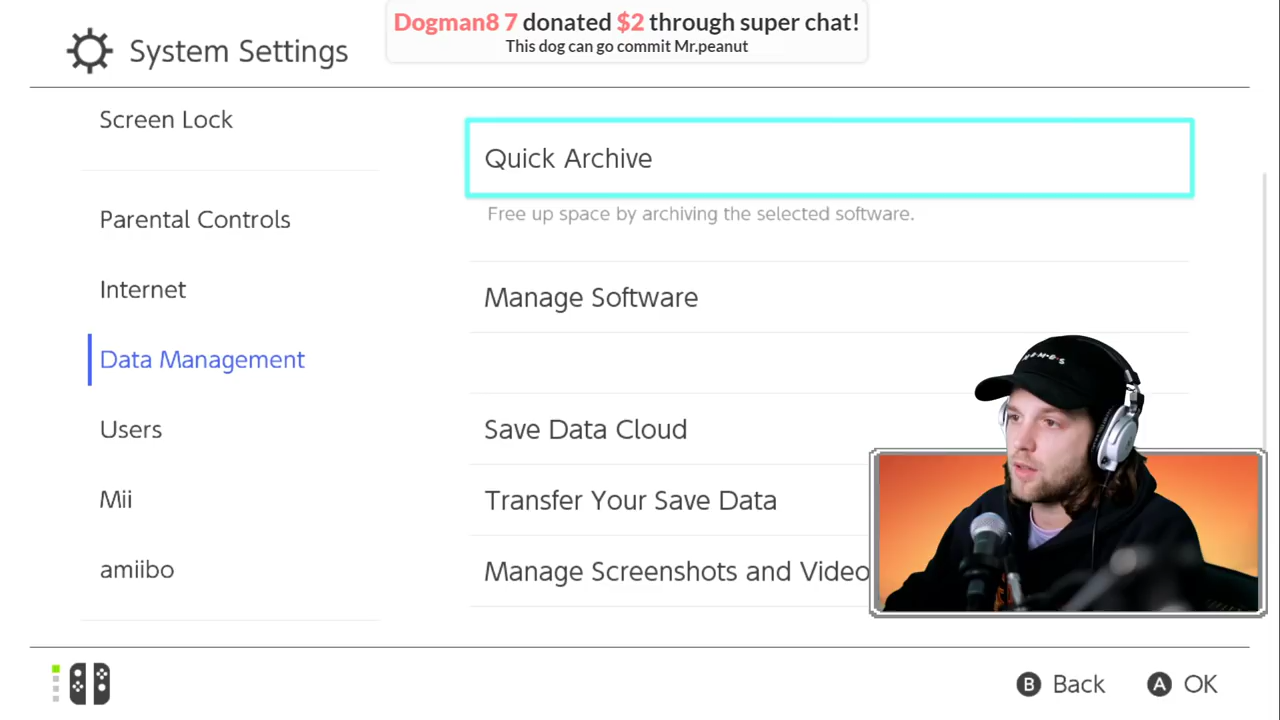 Dogman8 7 donated $2 through super chat!
This dog can go commit Mr.peanut
System Settings
Screen Lock
Parental Controls
Internet
Data Management
Users
Mii
amiibo
Quick Archive
Free up space by archiving the selected software.
Manage Software
Save Data Cloud
Transfer Your Save Data
Manage Screenshots and Video
B Back
A OK